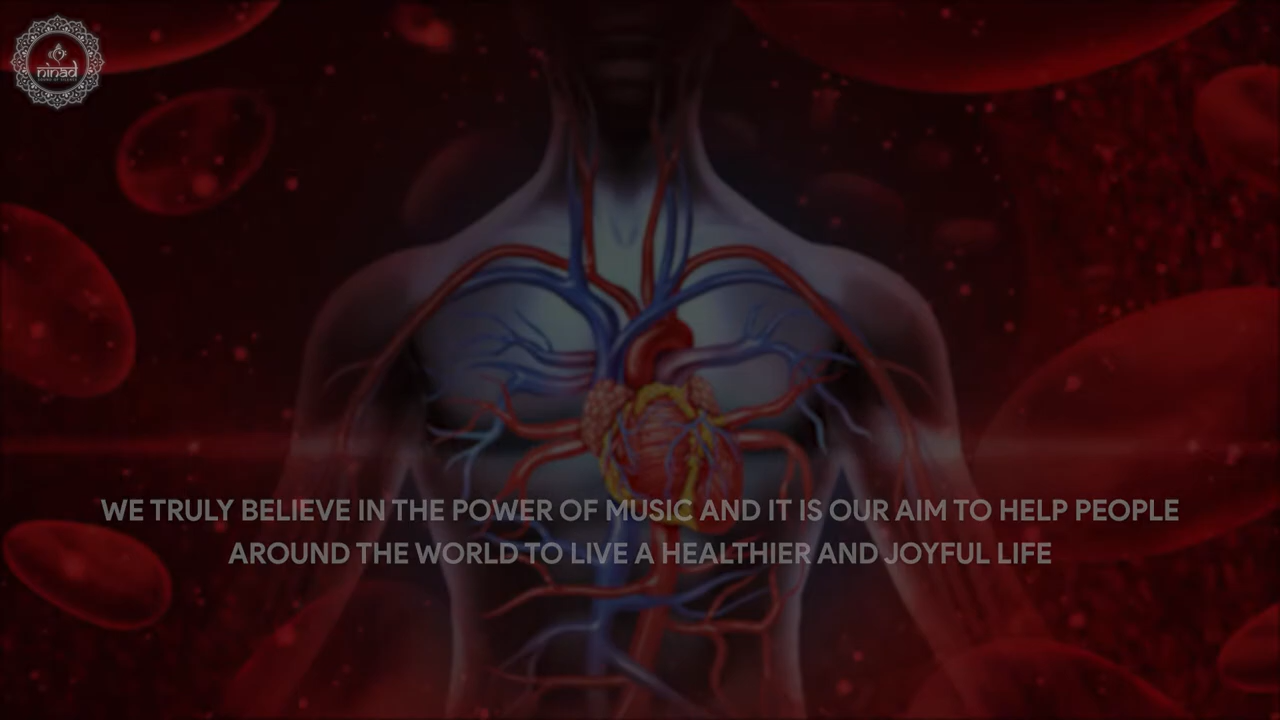 ninad
WE TRULY BELIEVE IN THE POWER OF MUSIC AND IT IS OUR AIM TO HELP PEOPLE
AROUND THE WORLD TO LIVE A HEALTHIER AND JOYFUL LIFE